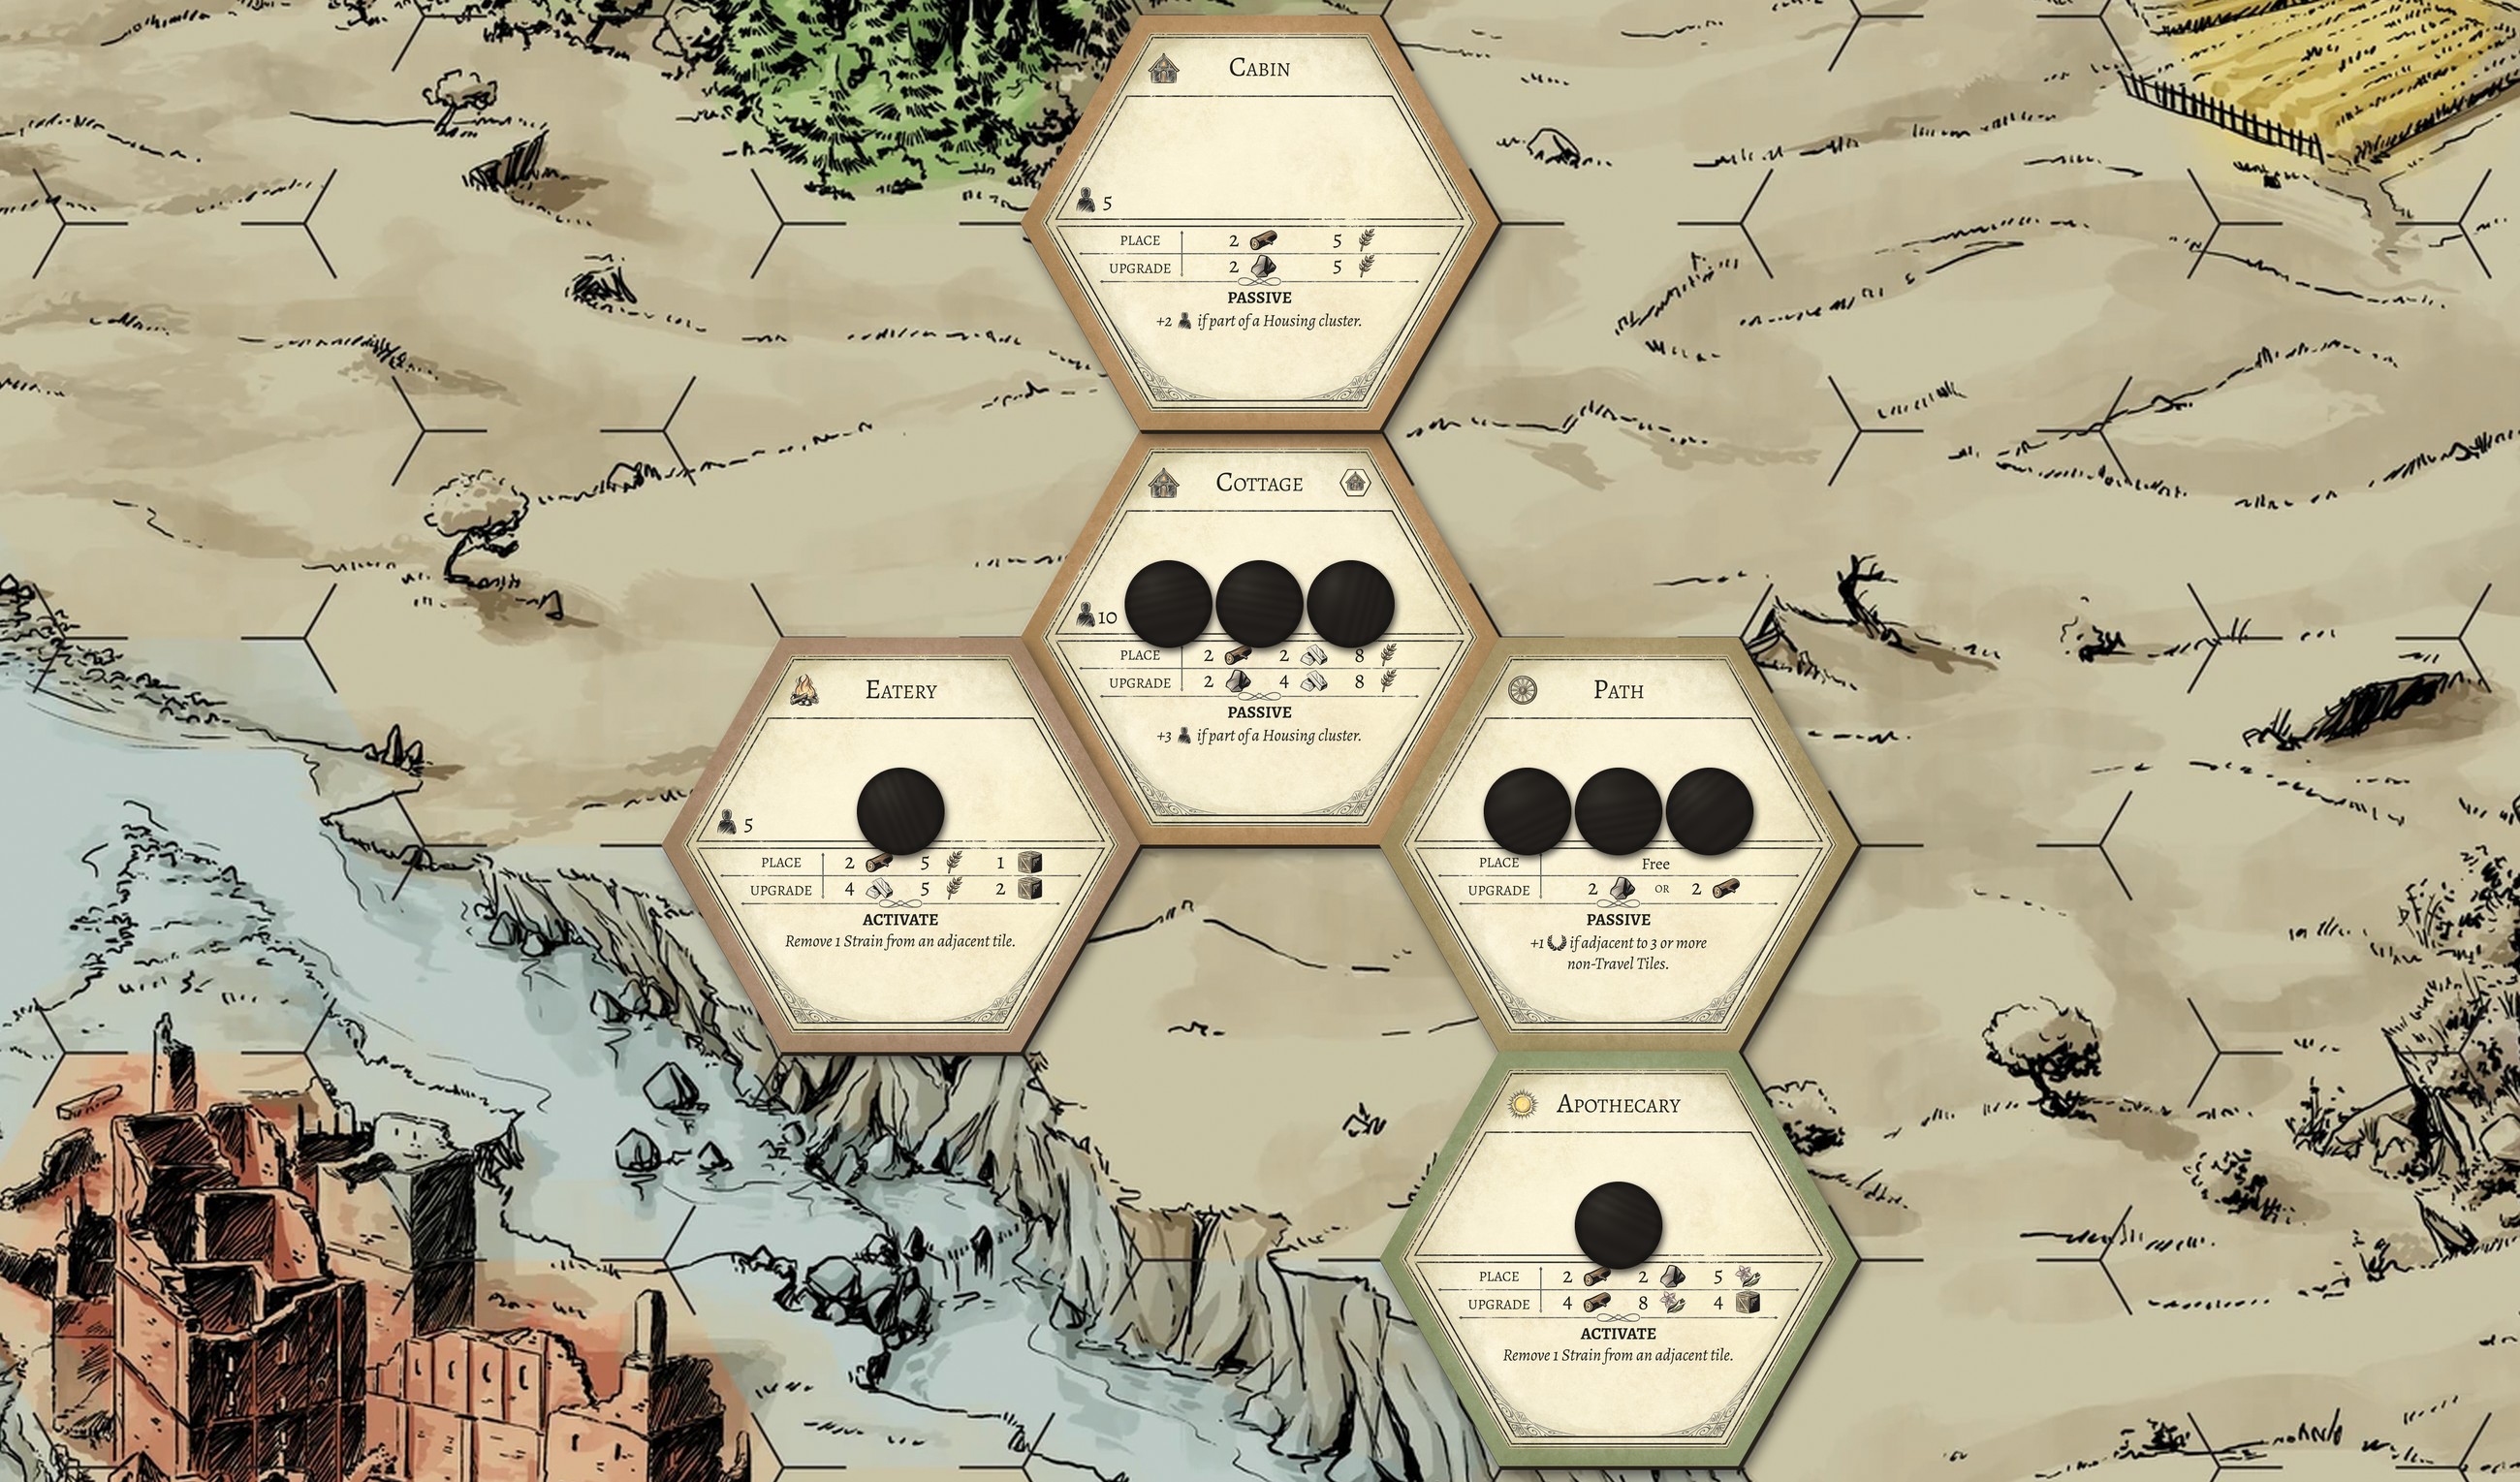 Cabin
5
PLACE 2 5
UPGRADE 2 5
PASSIVE
+2 if part of a Housing cluster.
Cottage
10
PLACE 2 2 8
UPGRADE 2 4 8
PASSIVE
+3 if part of a Housing cluster.
Eatery
5
PLACE 2 5 1
UPGRADE 4 5 2
ACTIVATE
Remove 1 Strain from an adjacent tile.
Path
PLACE Free
UPGRADE 2 OR 2
PASSIVE
+1 if adjacent to 3 or more
non-Travel Tiles.
Apothecary
PLACE 2 2 5
UPGRADE 4 8 4
ACTIVATE
Remove 1 Strain from an adjacent tile.